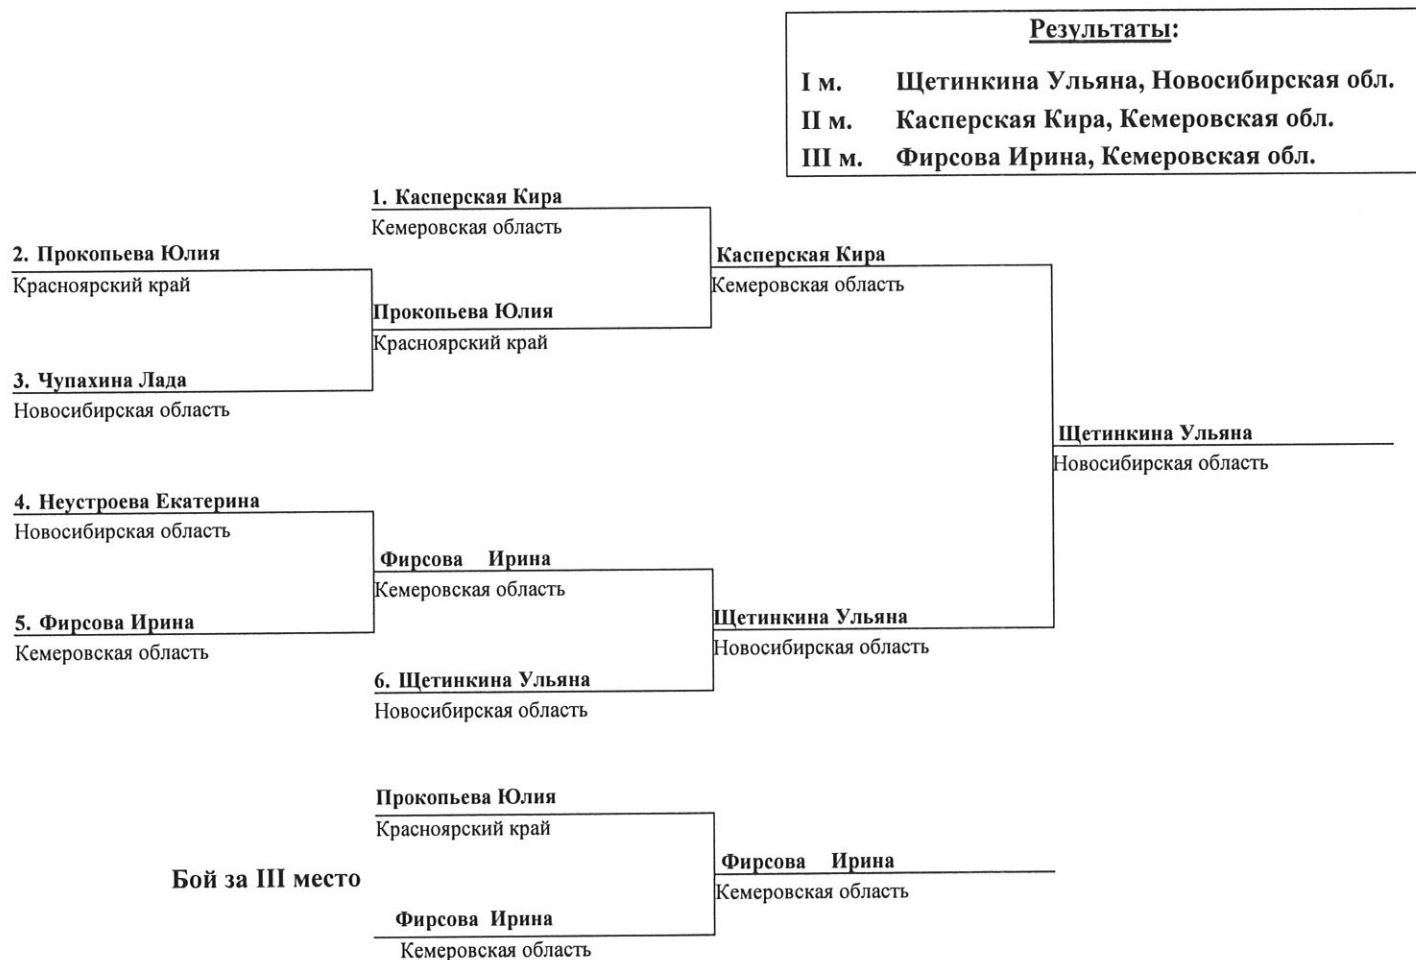 Результаты:
I м. Щетинкина Ульяна, Новосибирская обл.
II м. Касперская Кира, Кемеровская обл.
III м. Фирсова Ирина, Кемеровская обл.
1. Касперская Кира
Кемеровская область
2. Прокопьева Юлия
Красноярский край
Касперская Кира
Кемеровская область
Прокопьева Юлия
Красноярский край
3. Чупахина Лада
Новосибирская область
Щетинкина Ульяна
Новосибирская область
4. Неустроева Екатерина
Новосибирская область
Фирсова Ирина
Кемеровская область
5. Фирсова Ирина
Кемеровская область
Щетинкина Ульяна
Новосибирская область
6. Щетинкина Ульяна
Новосибирская область
Прокопьева Юлия
Красноярский край
Бой за III место
Фирсова Ирина
Кемеровская область
Фирсова Ирина
Кемеровская область